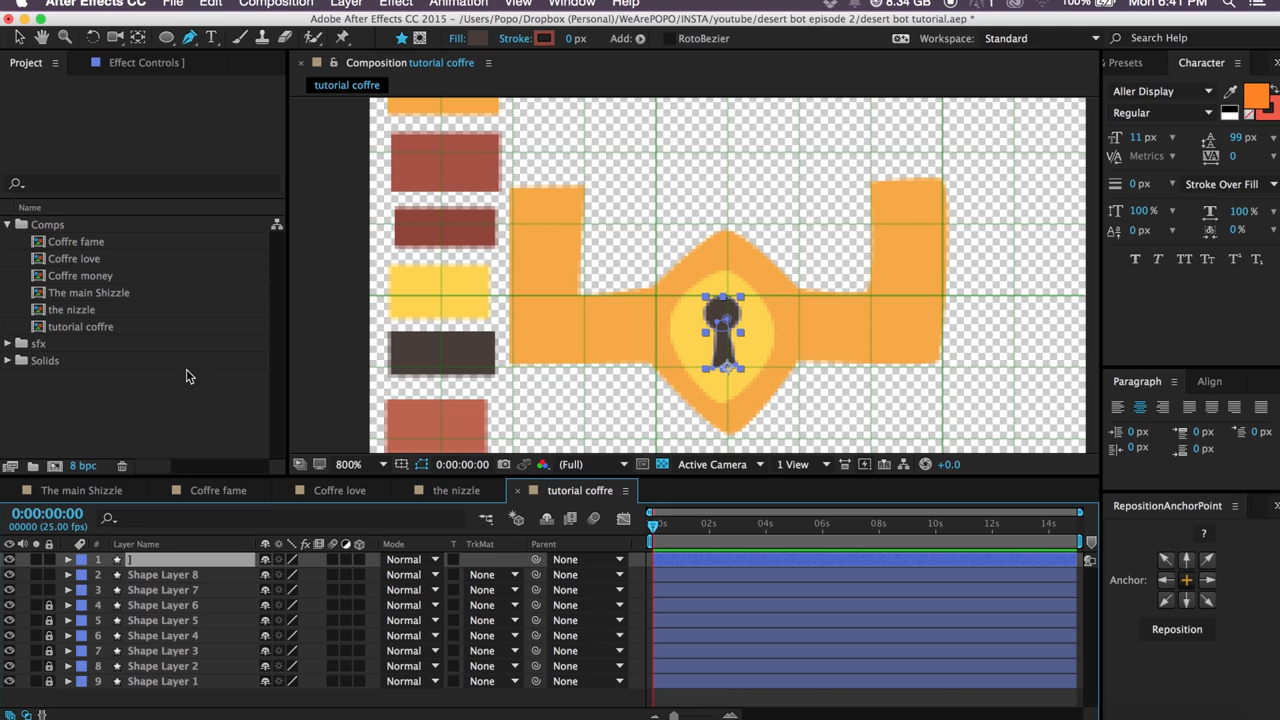 After Effects CC File Edit Composition Layer Effect Animation View Window Help 8.34 GB 1 100% Mon 6:41 PM
Adobe After Effects CC 2015 - /Users/Popo/Dropbox (Personal)/WeArePOPO/INSTA/youtube/desert bot episode 2/desert bot tutorial.aep *
Fill: Stroke: 0 px Add: RotoBezier Workspace: Standard Search Help
Project Effect Controls ] Composition tutorial coffre Presets Character
tutorial coffre
Aller Display
Regular
11 px 99 px
Metrics 0
0 px Stroke Over Fill
100 % 100 %
0 px 0 %
T T TT Tt T¹ T₁
Name
Comps
Coffre fame
Coffre love
Coffre money
The main Shizzle
the nizzle
tutorial coffre
sfx
Solids
Paragraph Align
0 px 0 px 0 px
0 px 0 px
8 bpc 800% 0:00:00:00 (Full) Active Camera 1 View +0.0
The main Shizzle Coffre fame Coffre love the nizzle tutorial coffre
RepositionAnchorPoint
?
Anchor:
Reposition
0:00:00:00
00000 (25.00 fps)
0s 02s 04s 06s 08s 10s 12s 14s
# Layer Name Mode T TrkMat Parent
1 ] Normal None
2 Shape Layer 8 Normal None None
3 Shape Layer 7 Normal None None
4 Shape Layer 6 Normal None None
5 Shape Layer 5 Normal None None
6 Shape Layer 4 Normal None None
7 Shape Layer 3 Normal None None
8 Shape Layer 2 Normal None None
9 Shape Layer 1 Normal None None